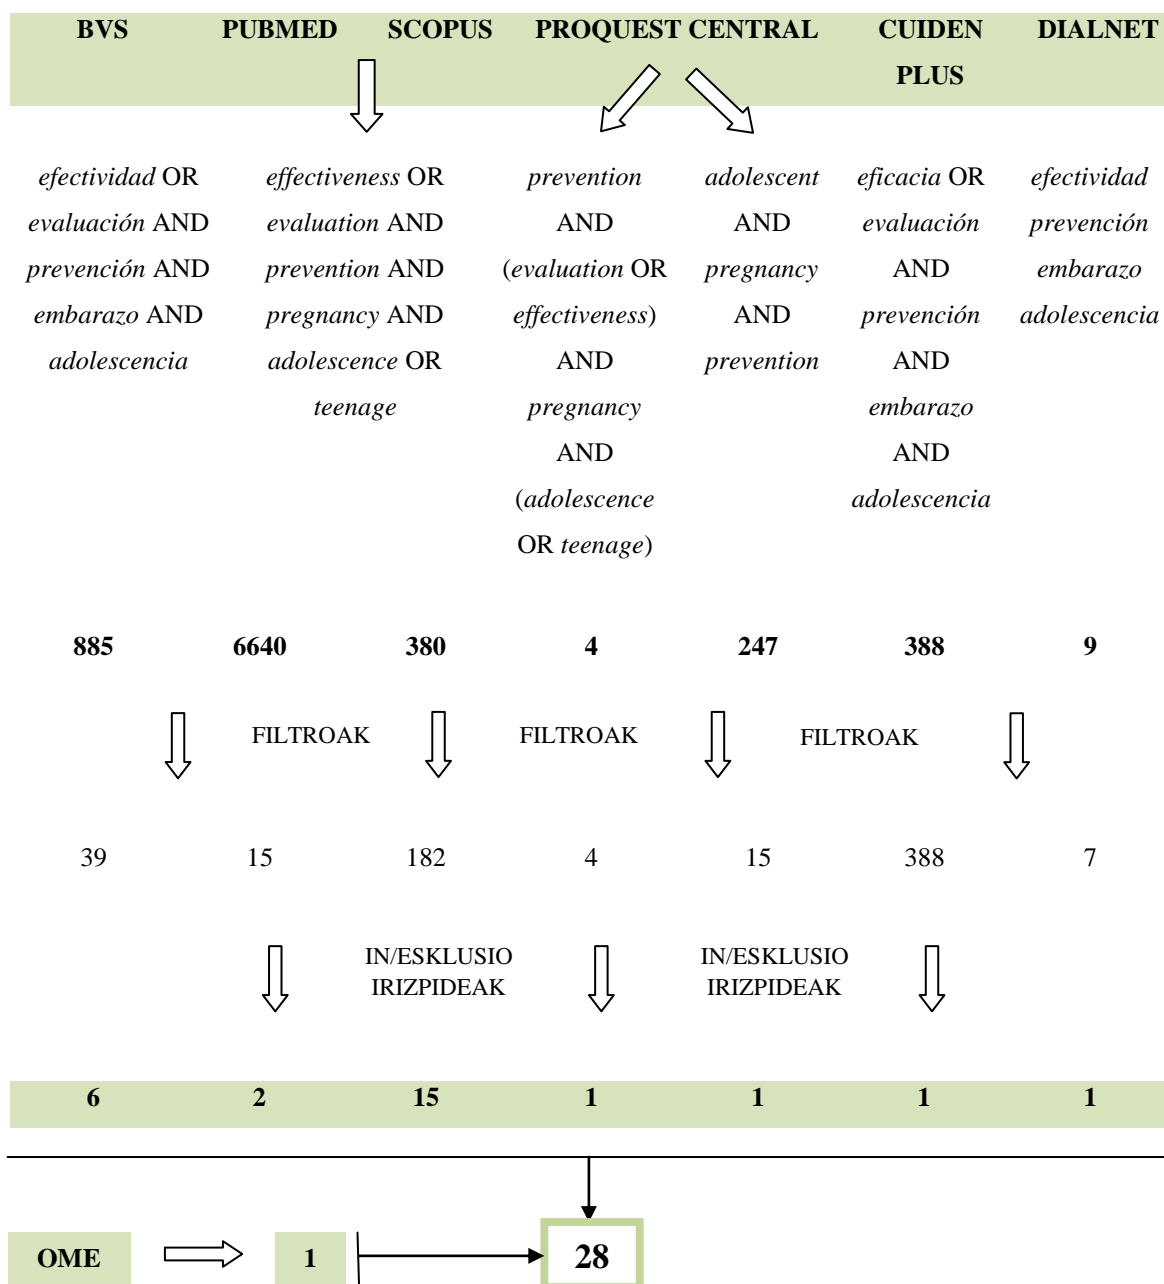 BVS PUBMED SCOPUS PROQUEST CENTRAL CUIDEN DIALNET
PLUS
efectividad OR
evaluación AND
prevención AND
embarazo AND
adolescencia
effectiveness OR
evaluation AND
prevention AND
pregnancy AND
adolescence OR
teenage
prevention
AND
(evaluation OR
effectiveness)
AND
pregnancy
AND
(adolescence
OR teenage)
adolescent
AND
pregnancy
AND
prevention
eficacia OR
evaluación
AND
prevención
AND
embarazo
AND
adolescencia
efectividad
prevención
embarazo
adolescencia
885 6640 380 4 247 388 9
FILTROAK FILTROAK FILTROAK
39 15 182 4 15 388 7
IN/ESKLUSIO
IRIZPIDEAK
IN/ESKLUSIO
IRIZPIDEAK
6 2 15 1 1 1 1
OME 1 28